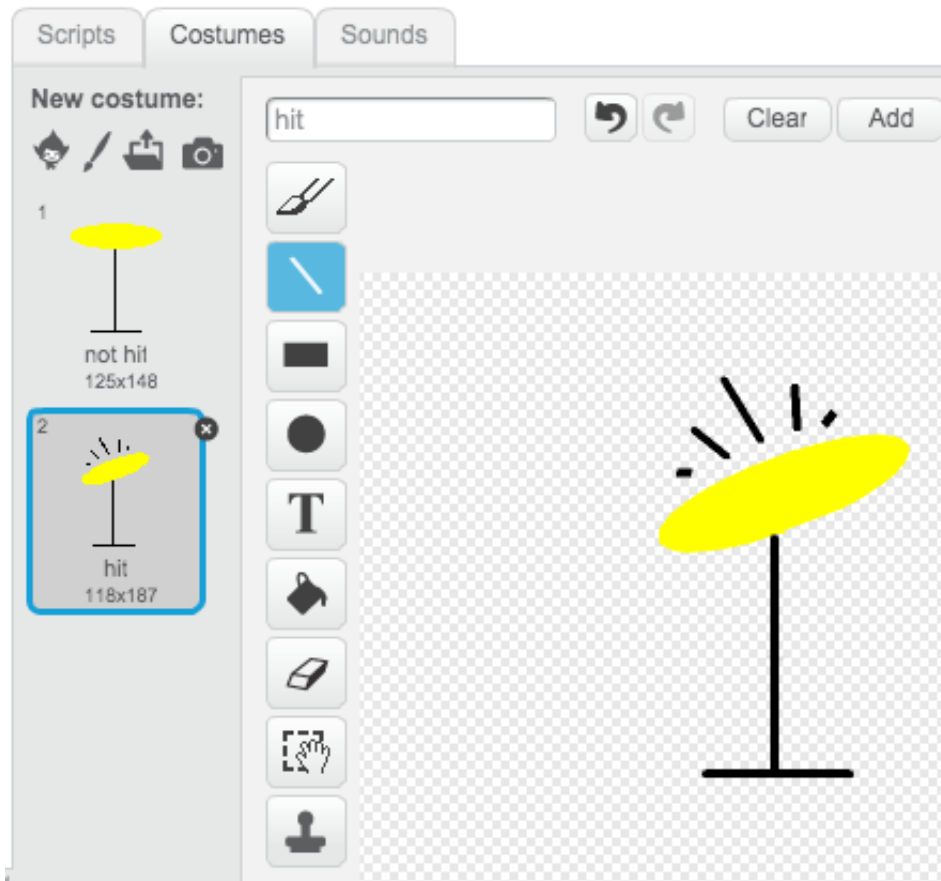 Scripts Costumes Sounds
New costume:
hit
Clear Add
1
not hit
125x148
2
hit
118x187
T